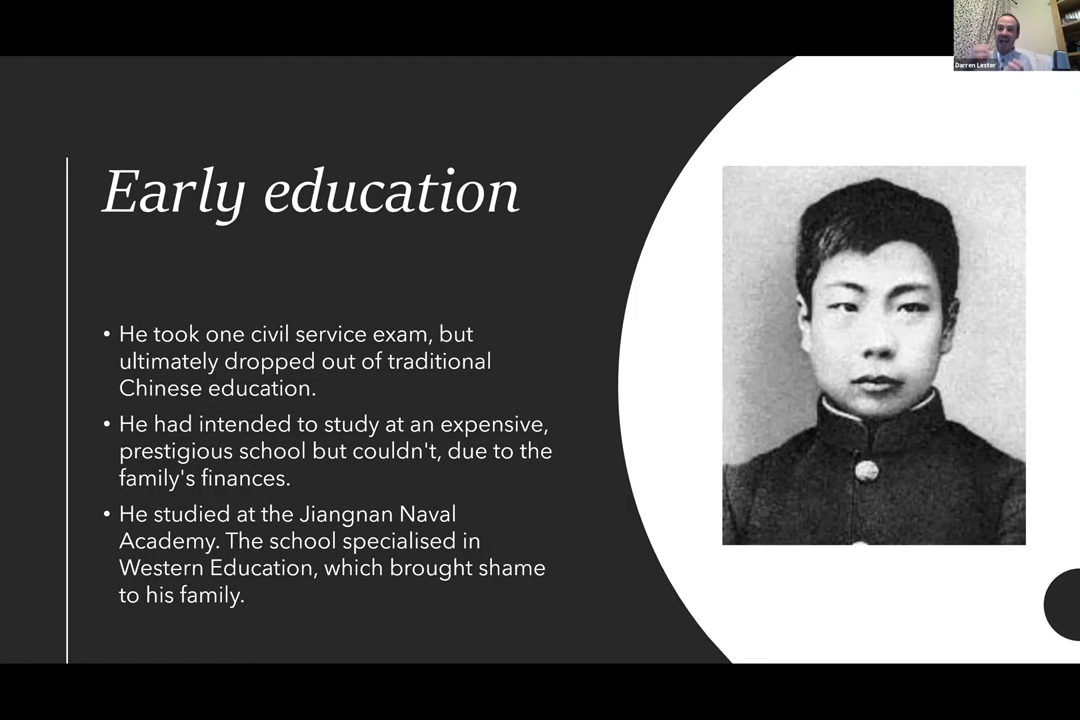 Darren Lester
Early education
• He took one civil service exam, but
ultimately dropped out of traditional
Chinese education.
• He had intended to study at an expensive,
prestigious school but couldn't, due to the
family's finances.
• He studied at the Jiangnan Naval
Academy. The school specialised in
Western Education, which brought shame
to his family.